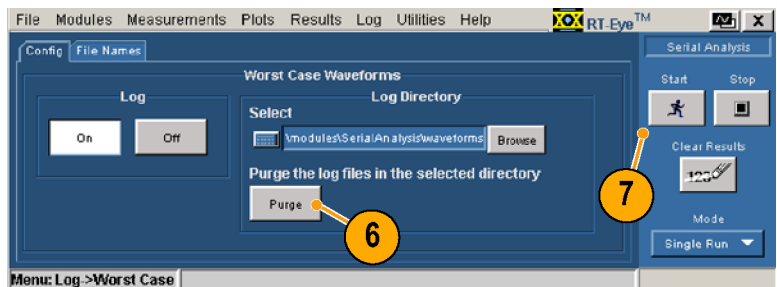 File Modules Measurements Plots Results Log Utilities Help RT-Eye™ X
Config File Names
Serial Analysis
Worst Case Waveforms
Log
On Off
Log Directory
Select
\modules\SerialAnalysis\waveforms Browse
Purge the log files in the selected directory
Purge
6
Start Stop
7
Clear Results
123
Mode
Single Run
Menu: Log->Worst Case